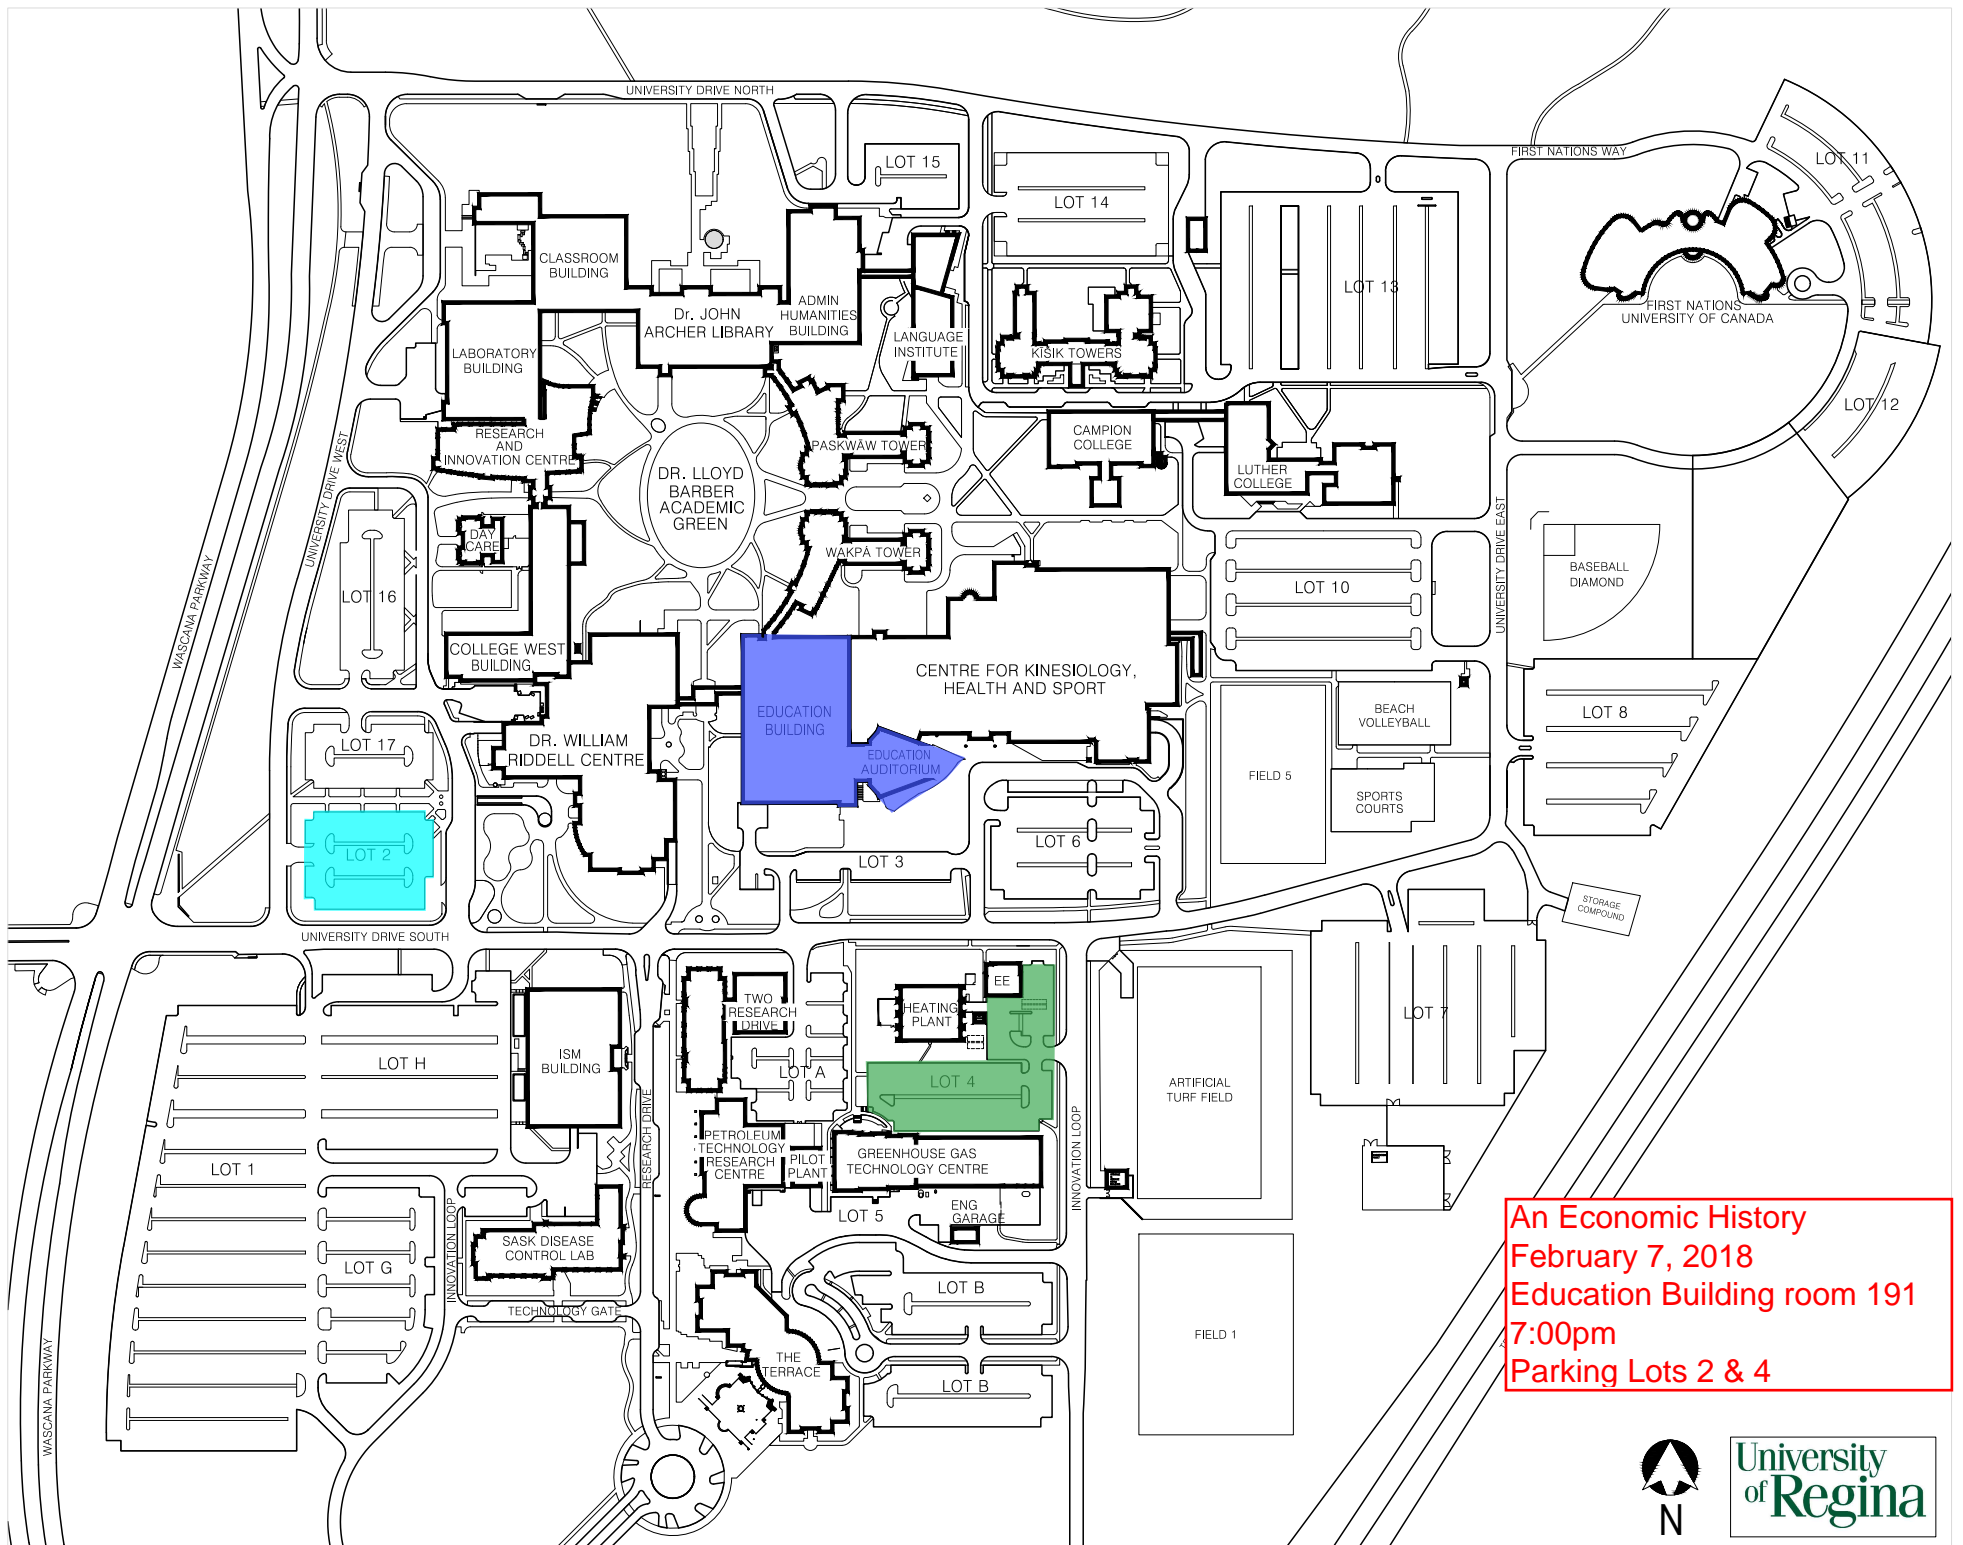 UNIVERSITY DRIVE NORTH
FIRST NATIONS WAY
LOT 15
LOT 11
LOT 14
CLASSROOM
BUILDING
LOT 13
ADMIN
HUMANITIES
BUILDING
Dr. JOHN
ARCHER LIBRARY
FIRST NATIONS
UNIVERSITY OF CANADA
LANGUAGE
INSTITUTE
KĪSIK TOWERS
LABORATORY
BUILDING
LOT 12
RESEARCH
AND
INNOVATION CENTRE
PASKWĀW TOWER
CAMPION
COLLEGE
LUTHER
COLLEGE
DR. LLOYD
BARBER
ACADEMIC
GREEN
UNIVERSITY DRIVE WEST
UNIVERSITY DRIVE EAST
DAY
CARE
WAKPĀ TOWER
BASEBALL
DIAMOND
LOT 10
LOT 16
WASCANA PARKWAY
COLLEGE WEST
BUILDING
CENTRE FOR KINESIOLOGY,
HEALTH AND SPORT
EDUCATION
BUILDING
BEACH
VOLLEYBALL
LOT 8
LOT 17
DR. WILLIAM
RIDDELL CENTRE
EDUCATION
AUDITORIUM
FIELD 5
SPORTS
COURTS
LOT 2
LOT 3
LOT 6
STORAGE
COMPOUND
UNIVERSITY DRIVE SOUTH
EE
TWO
RESEARCH
DRIVE
HEATING
PLANT
LOT 7
ISM
BUILDING
LOT H
LOT A
LOT 4
ARTIFICIAL
TURF FIELD
RESEARCH DRIVE
INNOVATION LOOP
PETROLEUM
TECHNOLOGY
RESEARCH
CENTRE
PILOT
PLANT
GREENHOUSE GAS
TECHNOLOGY CENTRE
LOT 1
LOT 5
ENG
GARAGE
INNOVATION LOOP
SASK DISEASE
CONTROL LAB
LOT G
LOT B
TECHNOLOGY GATE
FIELD 1
THE
TERRACE
LOT B
WASCANA PARKWAY
An Economic History
February 7, 2018
Education Building room 191
7:00pm
Parking Lots 2 & 4
N
University
of Regina